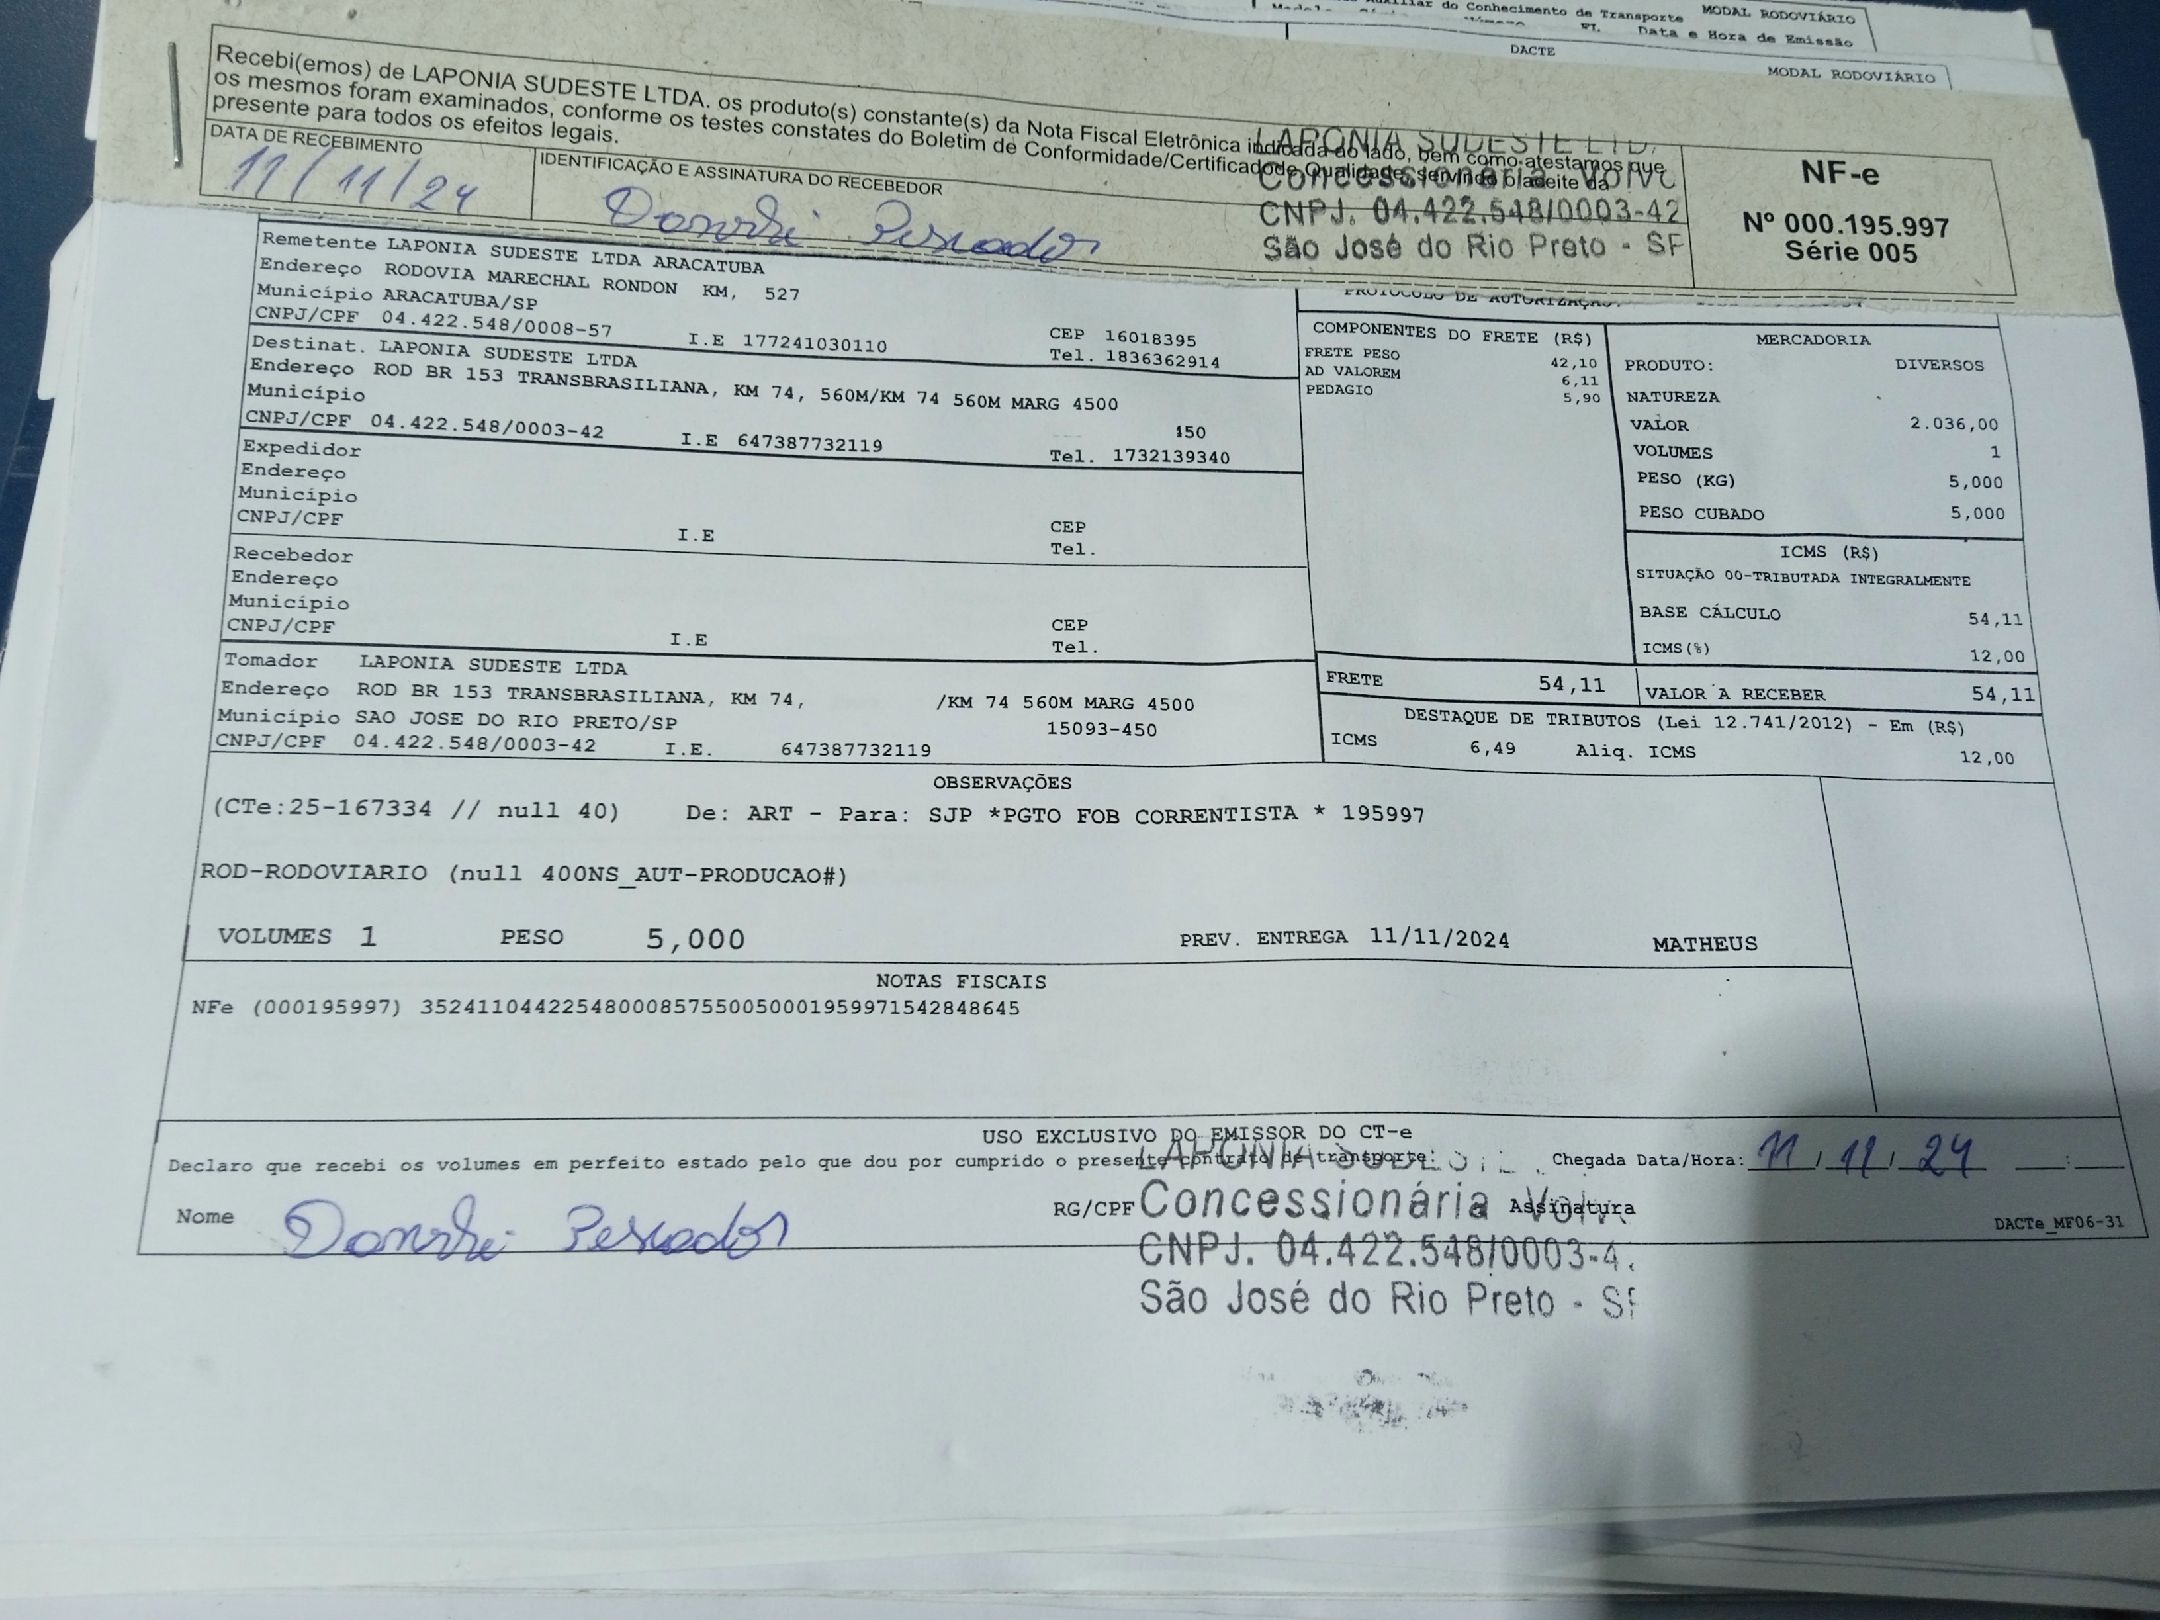 do Conhecimento de Transporte MODAL RODOVIÁRIO
FL. Data e Hora de Emissão
DACTE
MODAL RODOVIÁRIO
Recebi(emos) de LAPONIA SUDESTE LTDA. os produto(s) constante(s) da Nota Fiscal Eletrônica indicada ao lado, bem como atestamos que
os mesmos foram examinados, conforme os testes constates do Boletim de Conformidade/Certificadode Qualidade, servindo o aceite da
presente para todos os efeitos legais.
DATA DE RECEBIMENTO
11/11/24
IDENTIFICAÇÃO E ASSINATURA DO RECEBEDOR
Pescador
LAPONIA SUDESTE LTD.
Concessionária Volvo
CNPJ. 04.422.548/0003-42
São José do Rio Preto - SP
NF-e
Nº 000.195.997
Série 005
Remetente LAPONIA SUDESTE LTDA ARACATUBA
Endereço RODOVIA MARECHAL RONDON KM, 527
Município ARACATUBA/SP
CNPJ/CPF 04.422.548/0008-57 I.E 177241030110
CEP 16018395
Tel. 1836362914
Destinat. LAPONIA SUDESTE LTDA
Endereço ROD BR 153 TRANSBRASILIANA, KM 74, 560M/KM 74 560M MARG 4500
Município 450
CNPJ/CPF 04.422.548/0003-42 I.E 647387732119 Tel. 1732139340
Expedidor
Endereço
Município
CEP
CNPJ/CPF I.E Tel.
Recebedor
Endereço
Município
CEP
CNPJ/CPF I.E Tel.
Tomador LAPONIA SUDESTE LTDA
Endereço ROD BR 153 TRANSBRASILIANA, KM 74, /KM 74 560M MARG 4500
Município SAO JOSE DO RIO PRETO/SP 15093-450
CNPJ/CPF 04.422.548/0003-42 I.E. 647387732119
PROTOCOLO DE AUTORIZAÇÃO:
COMPONENTES DO FRETE (R$)
FRETE PESO 42,10
AD VALOREM 6,11
PEDAGIO 5,90
MERCADORIA
PRODUTO: DIVERSOS
NATUREZA
VALOR 2.036,00
VOLUMES 1
PESO (KG) 5,000
PESO CUBADO 5,000
ICMS (R$)
SITUAÇÃO 00-TRIBUTADA INTEGRALMENTE
BASE CÁLCULO 54,11
ICMS(%) 12,00
FRETE 54,11
VALOR A RECEBER 54,11
DESTAQUE DE TRIBUTOS (Lei 12.741/2012) - Em (R$)
ICMS 6,49 Aliq. ICMS 12,00
OBSERVAÇÕES
(CTe:25-167334 // null 40) De: ART - Para: SJP *PGTO FOB CORRENTISTA * 195997
ROD-RODOVIARIO (null 400NS_AUT-PRODUCAO#)
VOLUMES 1 PESO 5,000 PREV. ENTREGA 11/11/2024 MATHEUS
NOTAS FISCAIS
NFe (000195997) 35241104422548000857550050001959971542848645
USO EXCLUSIVO DO EMISSOR DO CT-e
Declaro que recebi os volumes em perfeito estado pelo que dou por cumprido o presente contrato de transporte. Chegada Data/Hora: 11/11/24 :
Nome Pescador RG/CPF Assinatura
DACTe_MF06-31
LAPONIA SUDESTE
Concessionária Volvo
CNPJ. 04.422.548/0003-4
São José do Rio Preto - SP